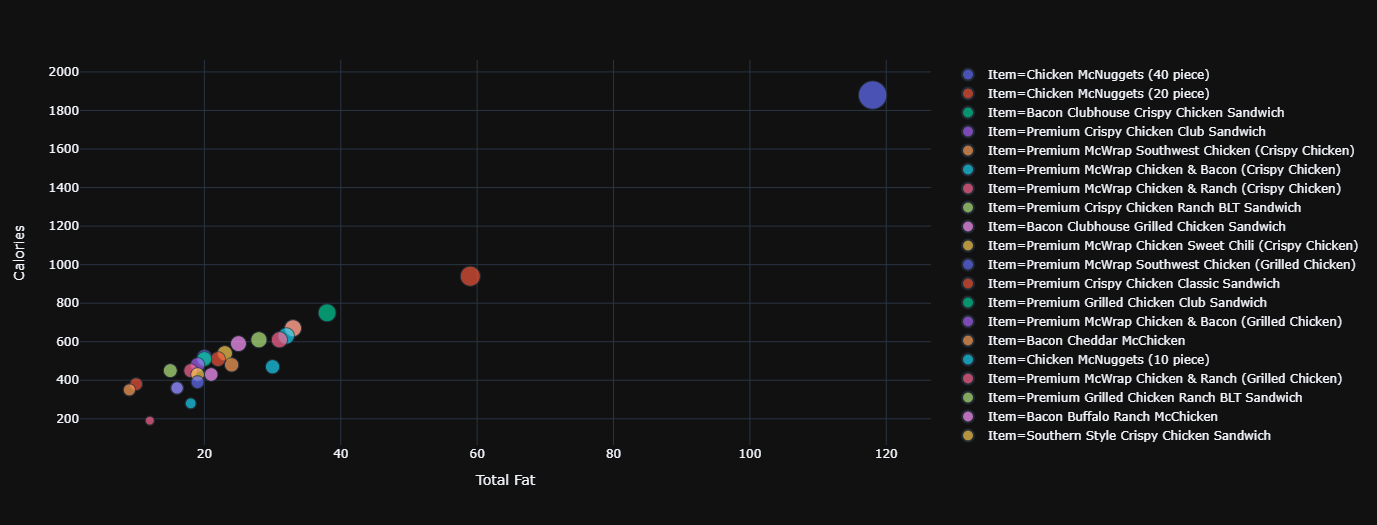 2000
1800
1600
1400
1200
1000
800
600
400
200
Calories
20
40
60
80
100
120
Total Fat
Item=Chicken McNuggets (40 piece)
Item=Chicken McNuggets (20 piece)
Item=Bacon Clubhouse Crispy Chicken Sandwich
Item=Premium Crispy Chicken Club Sandwich
Item=Premium McWrap Southwest Chicken (Crispy Chicken)
Item=Premium McWrap Chicken & Bacon (Crispy Chicken)
Item=Premium McWrap Chicken & Ranch (Crispy Chicken)
Item=Premium Crispy Chicken Ranch BLT Sandwich
Item=Bacon Clubhouse Grilled Chicken Sandwich
Item=Premium McWrap Chicken Sweet Chili (Crispy Chicken)
Item=Premium McWrap Southwest Chicken (Grilled Chicken)
Item=Premium Crispy Chicken Classic Sandwich
Item=Premium Grilled Chicken Club Sandwich
Item=Premium McWrap Chicken & Bacon (Grilled Chicken)
Item=Bacon Cheddar McChicken
Item=Chicken McNuggets (10 piece)
Item=Premium McWrap Chicken & Ranch (Grilled Chicken)
Item=Premium Grilled Chicken Ranch BLT Sandwich
Item=Bacon Buffalo Ranch McChicken
Item=Southern Style Crispy Chicken Sandwich